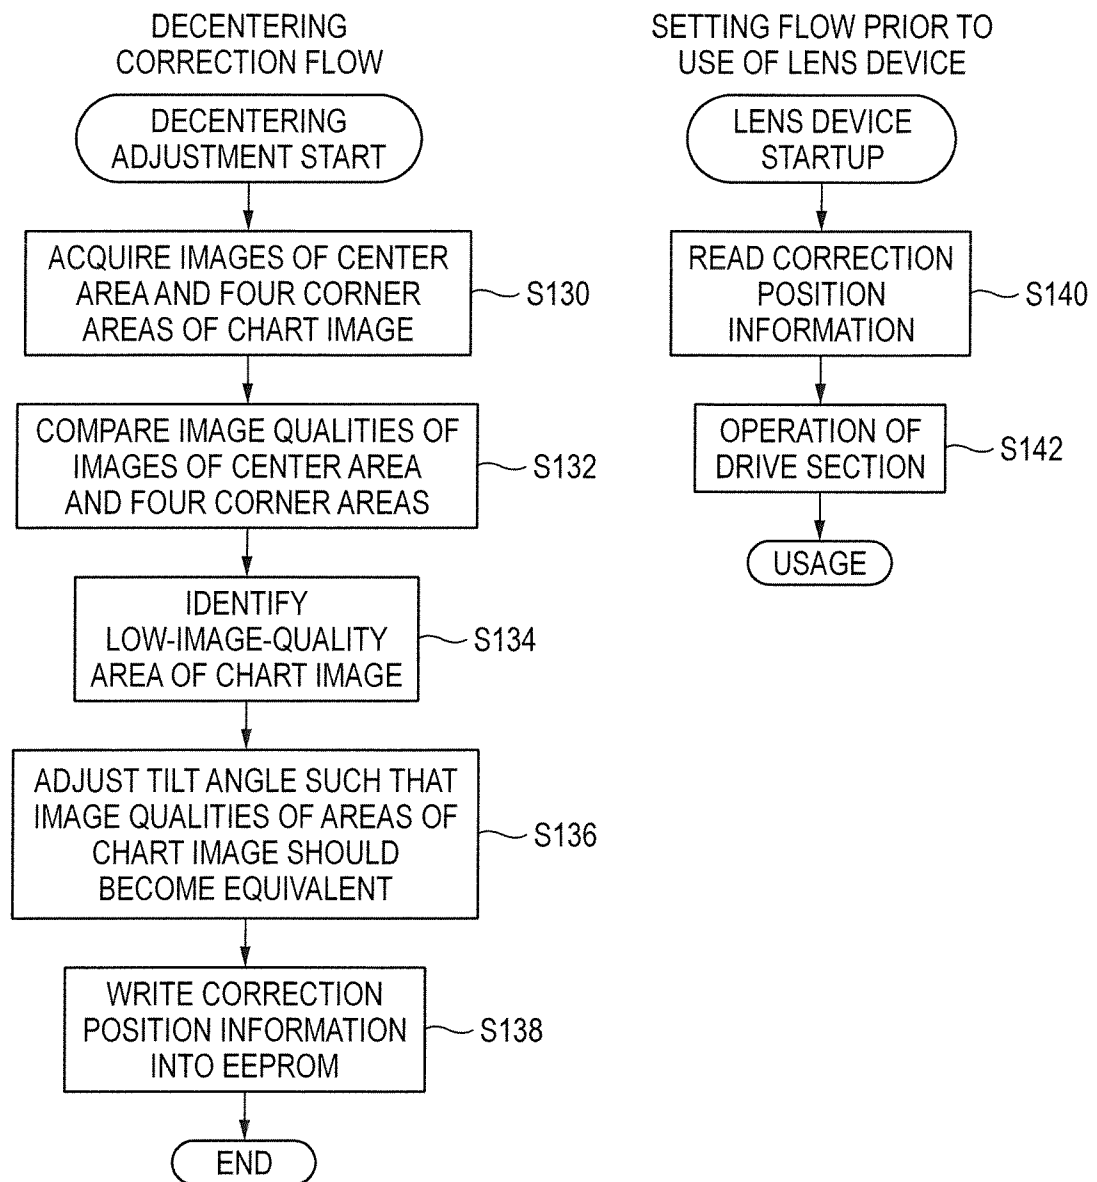 DECENTERING
CORRECTION FLOW
DECENTERING
ADJUSTMENT START
ACQUIRE IMAGES OF CENTER
AREA AND FOUR CORNER
AREAS OF CHART IMAGE
S130
COMPARE IMAGE QUALITIES OF
IMAGES OF CENTER AREA
AND FOUR CORNER AREAS
S132
IDENTIFY
LOW-IMAGE-QUALITY
AREA OF CHART IMAGE
S134
ADJUST TILT ANGLE SUCH THAT
IMAGE QUALITIES OF AREAS OF
CHART IMAGE SHOULD
BECOME EQUIVALENT
S136
WRITE CORRECTION
POSITION INFORMATION
INTO EEPROM
S138
END
SETTING FLOW PRIOR TO
USE OF LENS DEVICE
LENS DEVICE
STARTUP
READ CORRECTION
POSITION
INFORMATION
S140
OPERATION OF
DRIVE SECTION
S142
USAGE